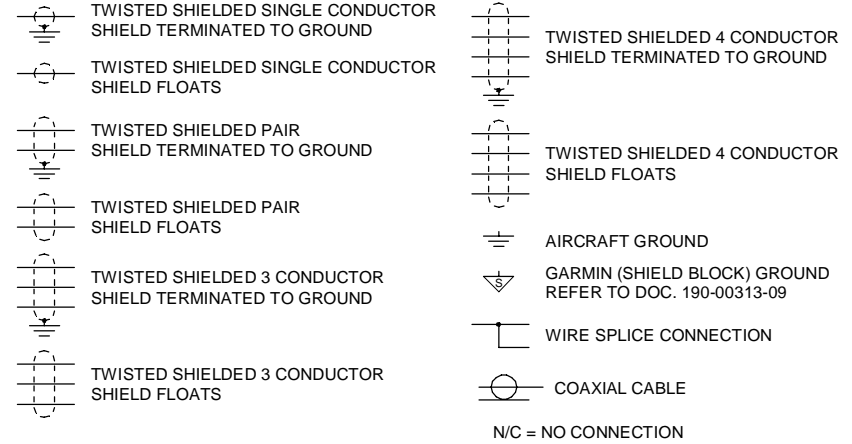 TWISTED SHIELDED SINGLE CONDUCTOR
SHIELD TERMINATED TO GROUND
TWISTED SHIELDED SINGLE CONDUCTOR
SHIELD FLOATS
TWISTED SHIELDED PAIR
SHIELD TERMINATED TO GROUND
TWISTED SHIELDED PAIR
SHIELD FLOATS
TWISTED SHIELDED 3 CONDUCTOR
SHIELD TERMINATED TO GROUND
TWISTED SHIELDED 3 CONDUCTOR
SHIELD FLOATS
TWISTED SHIELDED 4 CONDUCTOR
SHIELD TERMINATED TO GROUND
TWISTED SHIELDED 4 CONDUCTOR
SHIELD FLOATS
AIRCRAFT GROUND
S
GARMIN (SHIELD BLOCK) GROUND
REFER TO DOC. 190-00313-09
WIRE SPLICE CONNECTION
COAXIAL CABLE
N/C = NO CONNECTION